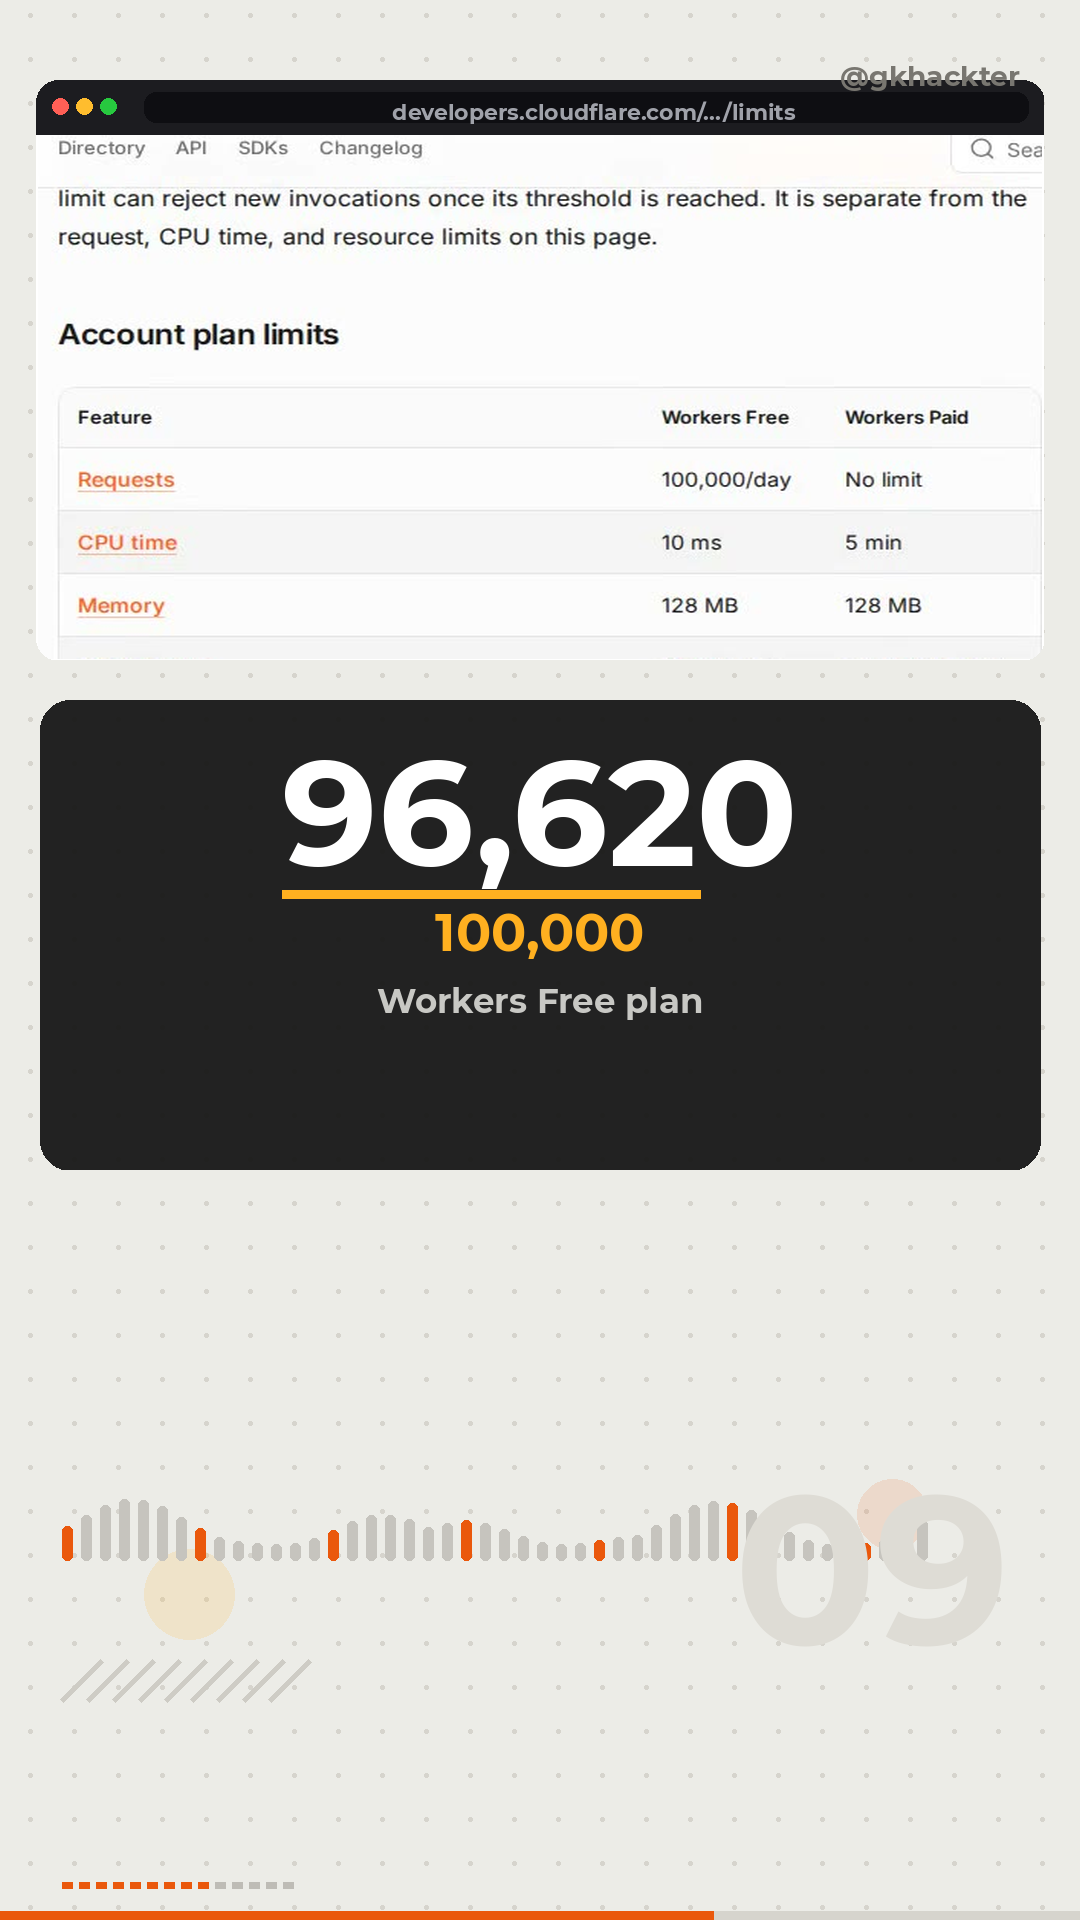 @gkhackter
developers.cloudflare.com/.../limits
Directory API SDKs Changelog Sea
limit can reject new invocations once its threshold is reached. It is separate from the
request, CPU time, and resource limits on this page.
Account plan limits
Feature Workers Free Workers Paid
Requests 100,000/day No limit
CPU time 10 ms 5 min
Memory 128 MB 128 MB
96,620
100,000
Workers Free plan
09